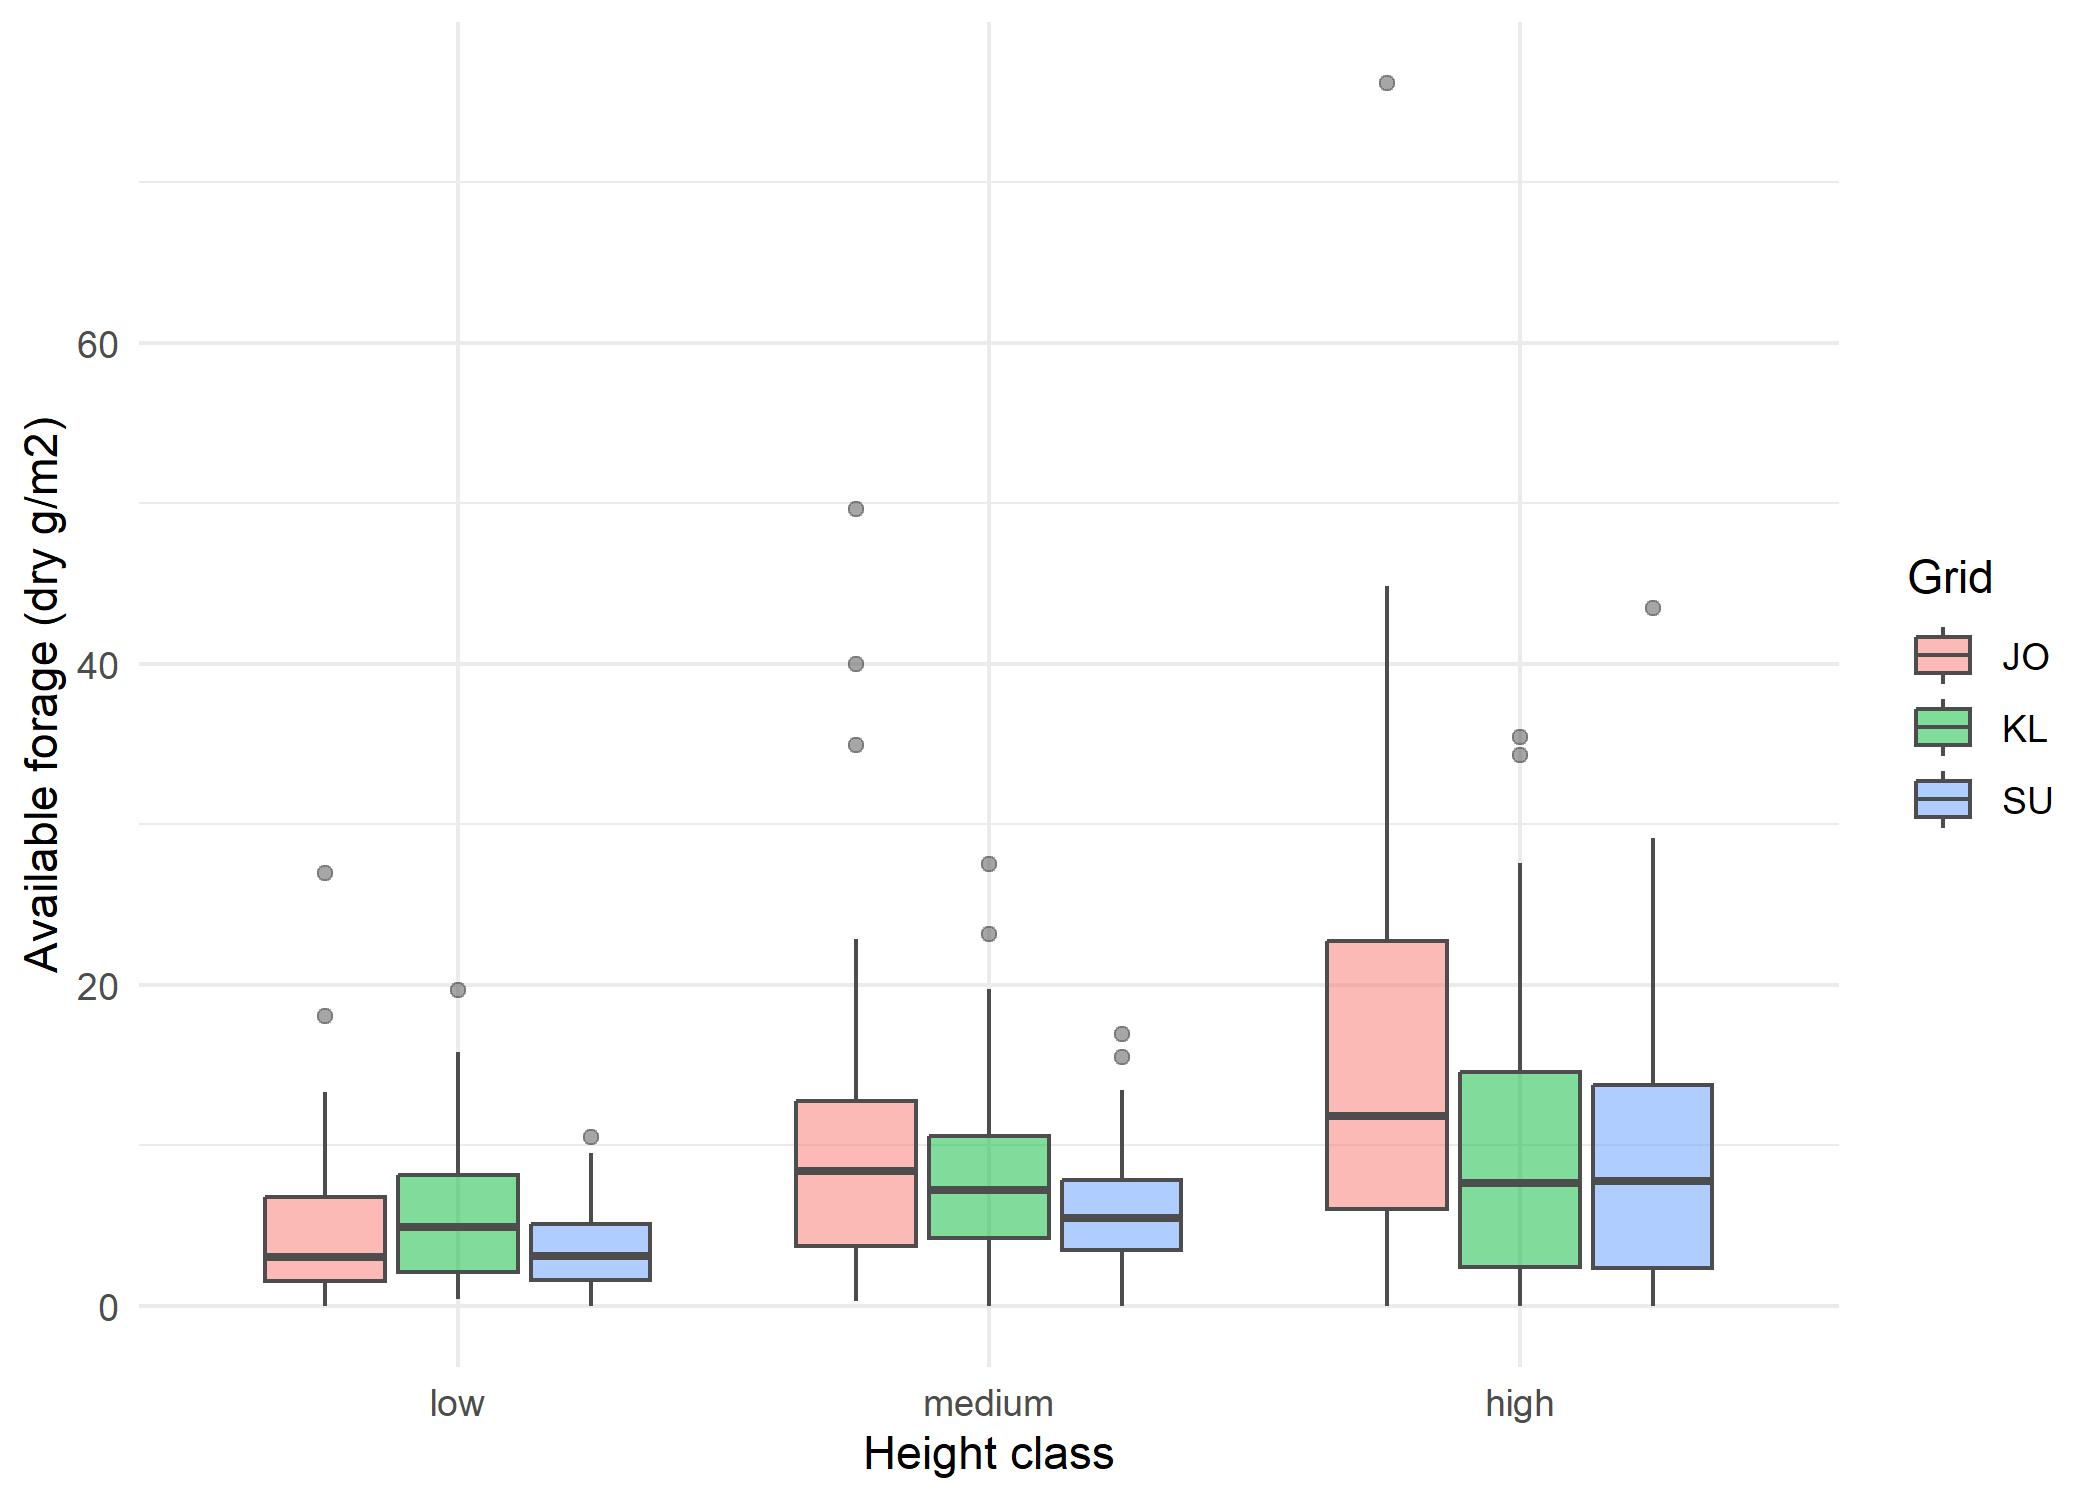 Available forage (dry g/m2)
60
40
20
0
low medium high
Height class
Grid
JO
KL
SU